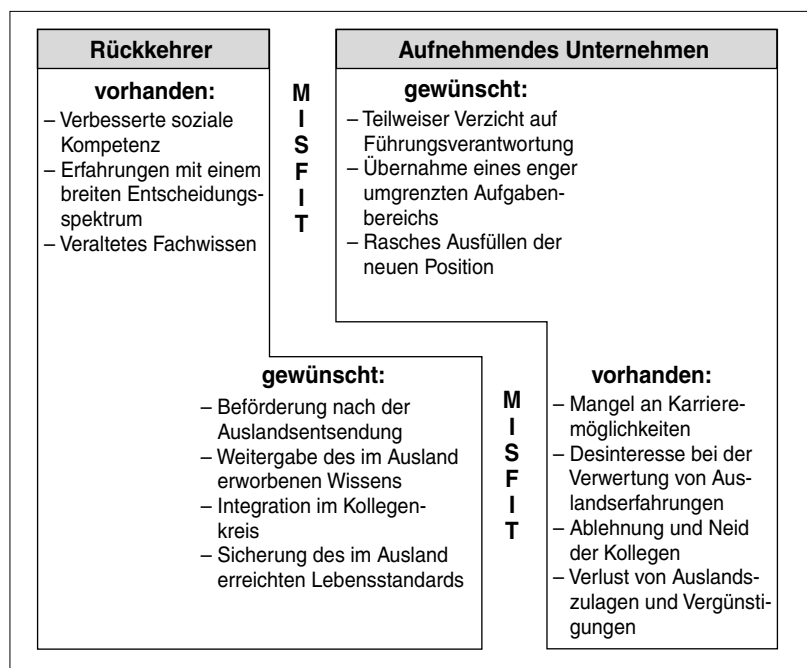 Rückkehrer
Aufnehmendes Unternehmen
vorhanden:
– Verbesserte soziale
Kompetenz
– Erfahrungen mit einem
breiten Entscheidungs-
spektrum
– Veraltetes Fachwissen
M
I
S
F
I
T
gewünscht:
– Teilweiser Verzicht auf
Führungsverantwortung
– Übernahme eines enger
umgrenzten Aufgaben-
bereichs
– Rasches Ausfüllen der
neuen Position
gewünscht:
– Beförderung nach der
Auslandsentsendung
– Weitergabe des im Ausland
erworbenen Wissens
– Integration im Kollegen-
kreis
– Sicherung des im Ausland
erreichten Lebensstandards
M
I
S
F
I
T
vorhanden:
– Mangel an Karriere-
möglichkeiten
– Desinteresse bei der
Verwertung von Aus-
landserfahrungen
– Ablehnung und Neid
der Kollegen
– Verlust von Auslands-
zulagen und Vergünsti-
gungen